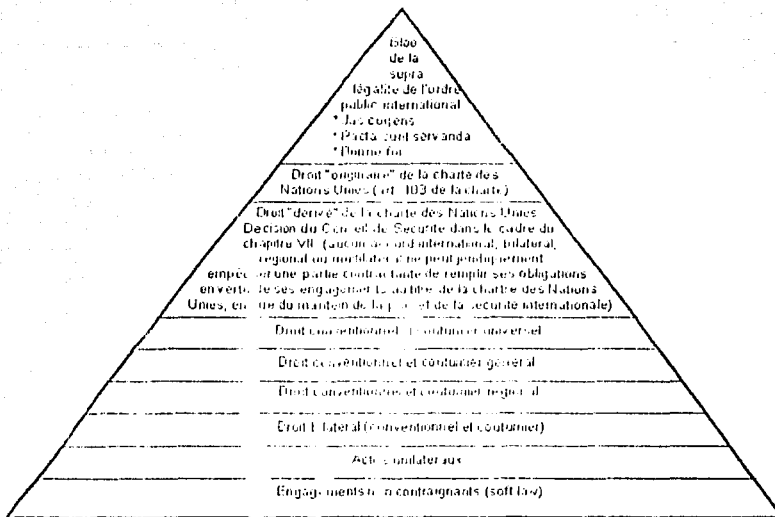 Bloc
de la
supra
légalité de l'ordre
public international
* Jus cogens
* Pacta sunt servanda
* Bonne foi
Droit "originaire" de la charte des
Nations Unies (art. 103 de la charte)
Droit "dérivé" de la charte des Nations Unies
Décision du Conseil de Sécurité dans le cadre du
chapitre VII (aucun accord international, bilatéral,
régional ou multilatéral ne peut juridiquement
empêcher une partie contractante de remplir ses obligations
en vertu de ses engagements au titre de la chartre des Nations
Unies, en vue du maintein de la paix et de la sécurité internationale)
Droit conventionnel et coutumier universel
Droit conventionnel et coutumier général
Droit conventionnel et coutumier régional
Droit Bilatéral (conventionnel et coutumier)
Actes unilatéraux
Engagements non contraignants (soft law)